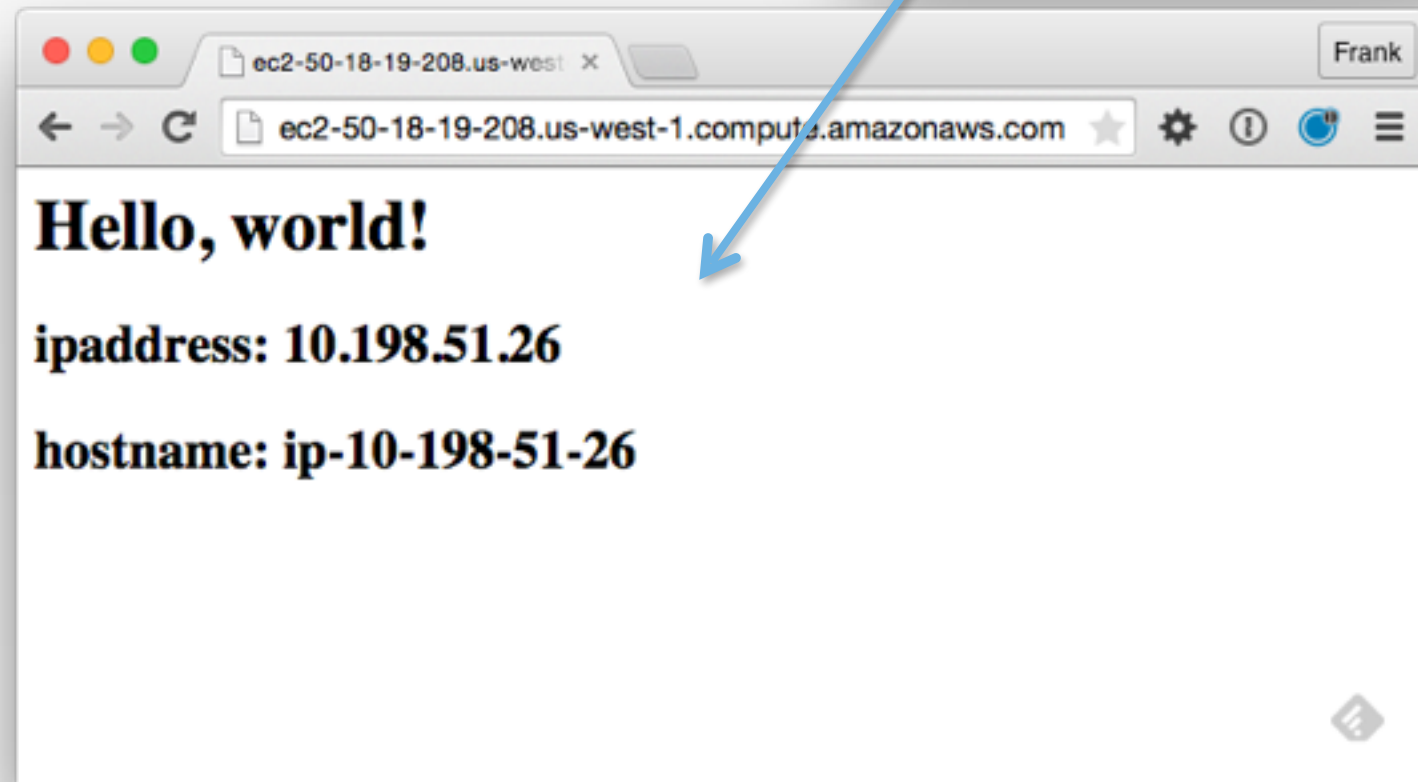 ec2-50-18-19-208.us-west
Frank
ec2-50-18-19-208.us-west-1.compute.amazonaws.com
Hello, world!
ipaddress: 10.198.51.26
hostname: ip-10-198-51-26